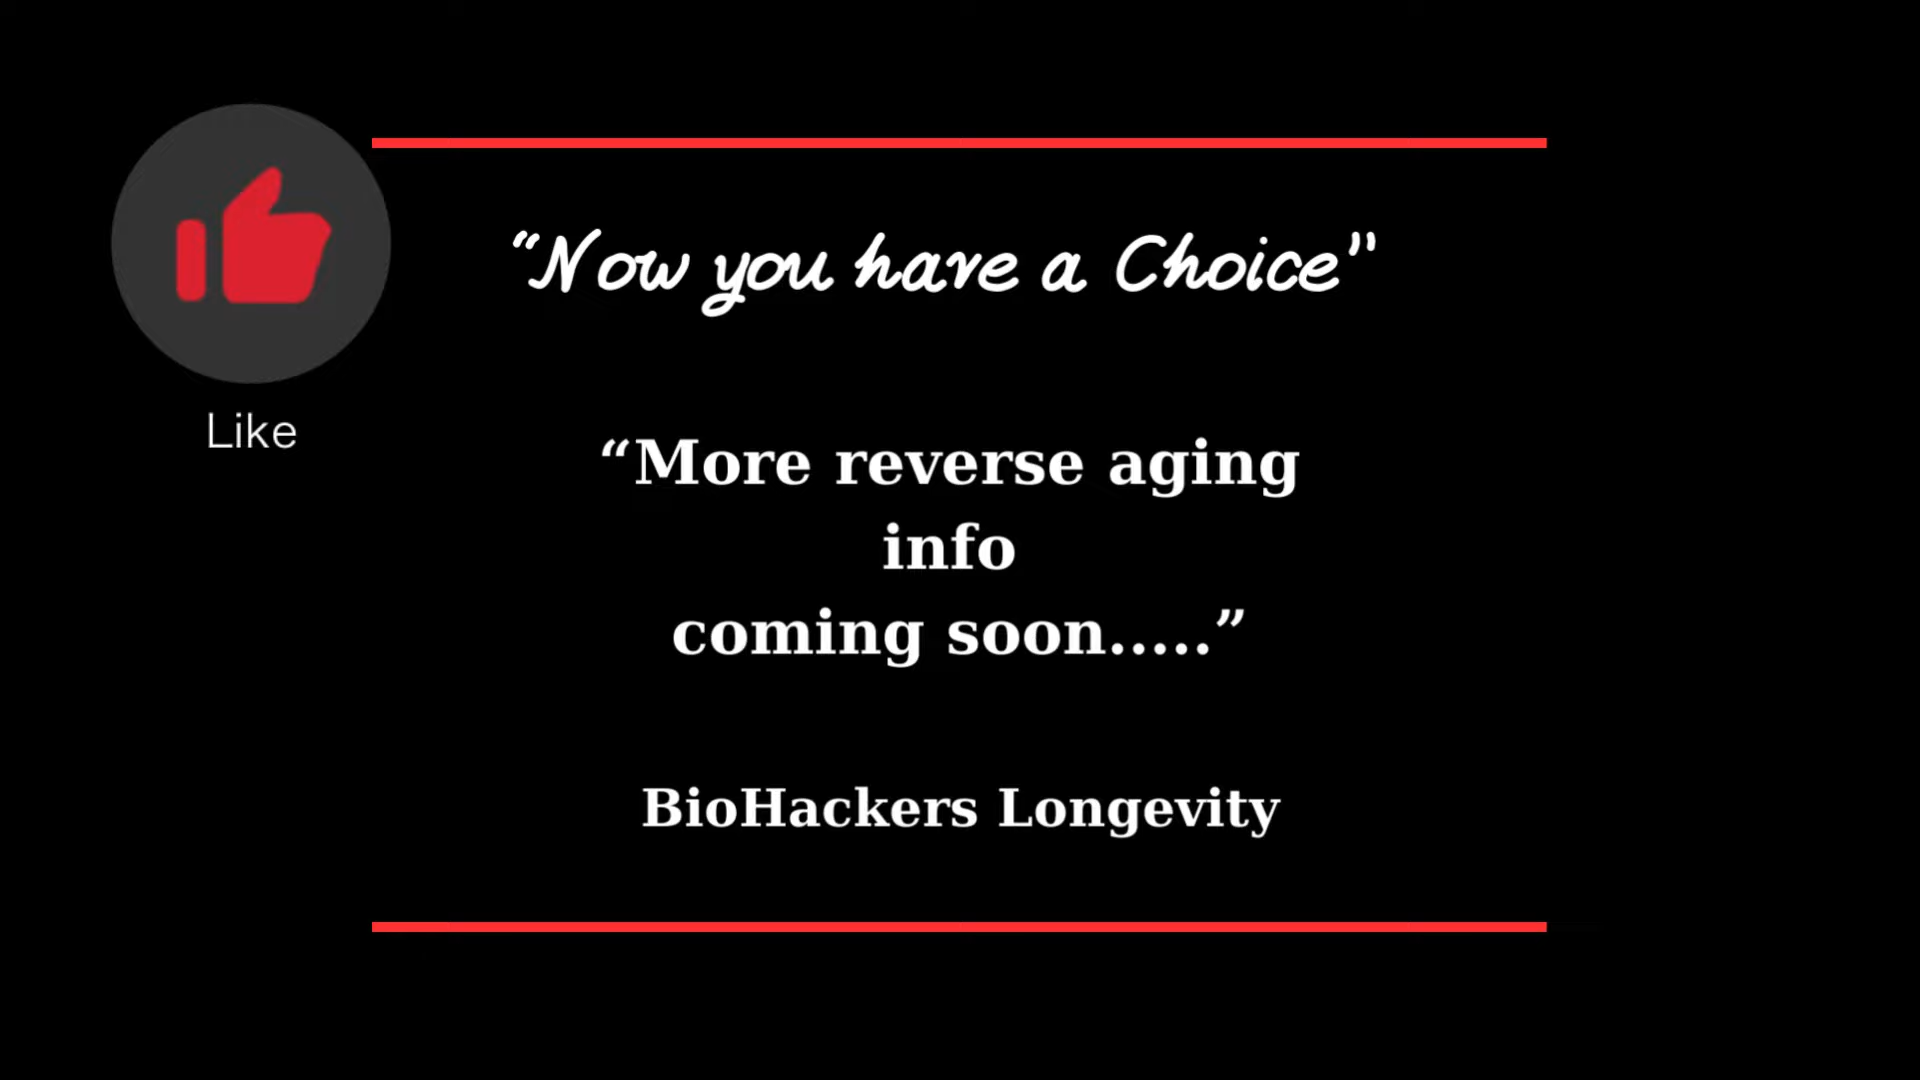 “Now you have a Choice”
Like
“More reverse aging
info
coming soon.....”
BioHackers Longevity